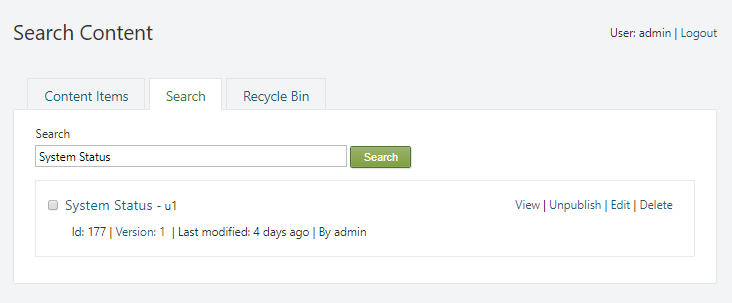 Search Content
User: admin | Logout
Content Items
Search
Recycle Bin
Search
System Status
Search
System Status - u1
View | Unpublish | Edit | Delete
Id: 177 | Version: 1 | Last modified: 4 days ago | By admin